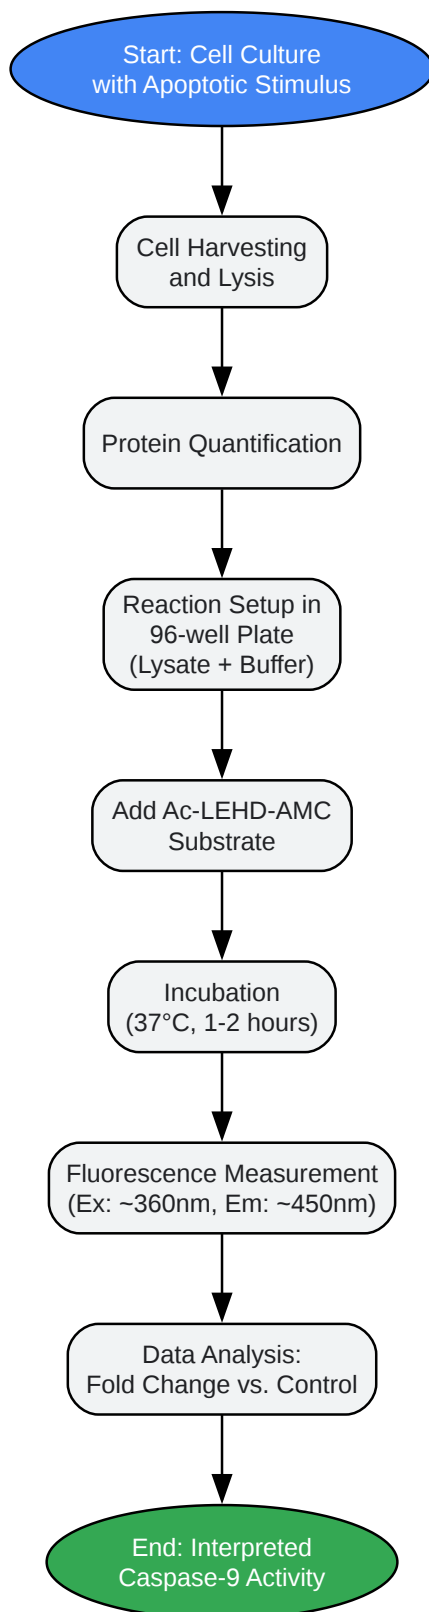 Start: Cell Culture
with Apoptotic Stimulus
Cell Harvesting
and Lysis
Protein Quantification
Reaction Setup in
96-well Plate
(Lysate + Buffer)
Add Ac-LEHD-AMC
Substrate
Incubation
(37°C, 1-2 hours)
Fluorescence Measurement
(Ex: ~360nm, Em: ~450nm)
Data Analysis:
Fold Change vs. Control
End: Interpreted
Caspase-9 Activity